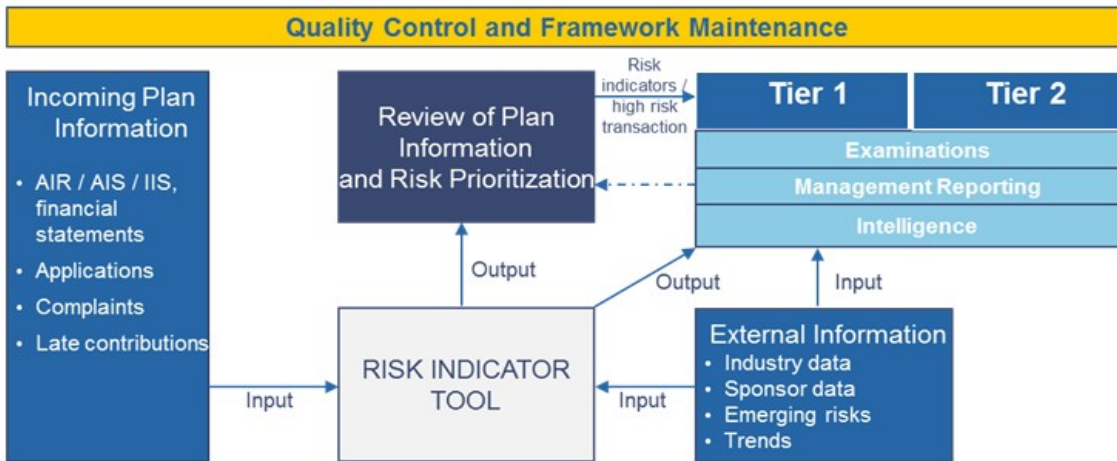 Quality Control and Framework Maintenance
Incoming Plan
Information
• AIR / AIS / IIS,
financial
statements
• Applications
• Complaints
• Late contributions
Input
Review of Plan
Information
and Risk Prioritization
Output
RISK INDICATOR
TOOL
Risk
indicators /
high risk
transaction
Tier 1
Tier 2
Examinations
Management Reporting
Intelligence
Output
Input
Input
External Information
• Industry data
• Sponsor data
• Emerging risks
• Trends